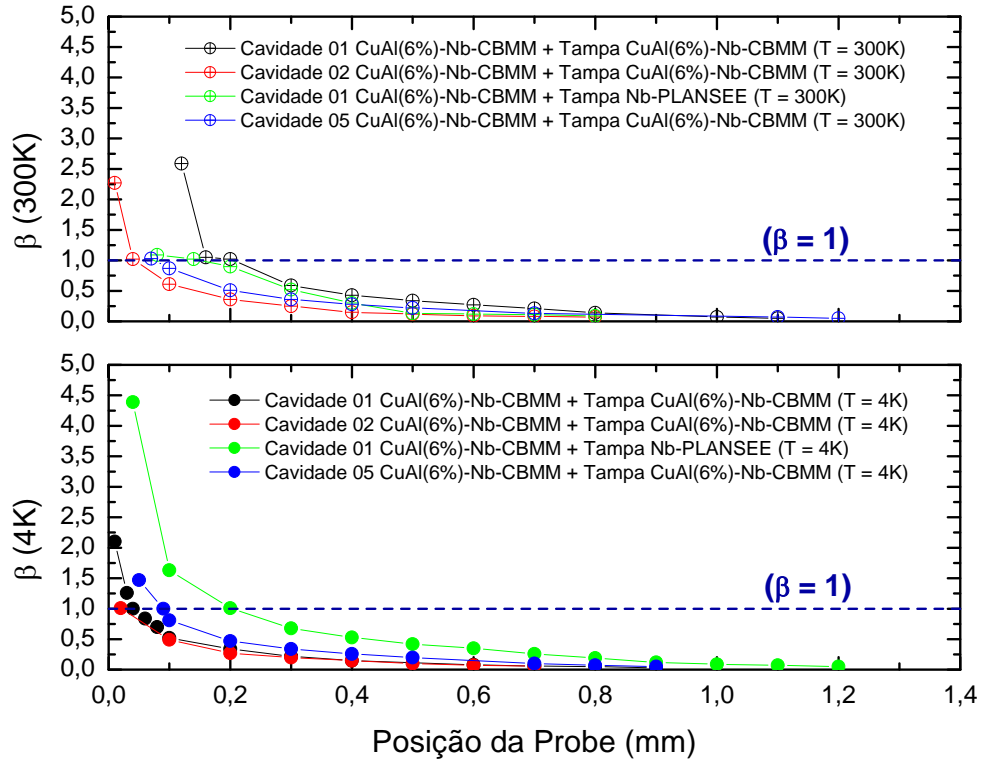 5,0
4,5
4,0
3,5
3,0
2,5
2,0
1,5
1,0
0,5
0,0
β (300K)
Cavidade 01 CuAl(6%)-Nb-CBMM + Tampa CuAl(6%)-Nb-CBMM (T = 300K)
Cavidade 02 CuAl(6%)-Nb-CBMM + Tampa CuAl(6%)-Nb-CBMM (T = 300K)
Cavidade 01 CuAl(6%)-Nb-CBMM + Tampa Nb-PLANSEE (T = 300K)
Cavidade 05 CuAl(6%)-Nb-CBMM + Tampa CuAl(6%)-Nb-CBMM (T = 300K)
(β = 1)
5,0
4,5
4,0
3,5
3,0
2,5
2,0
1,5
1,0
0,5
0,0
β (4K)
Cavidade 01 CuAl(6%)-Nb-CBMM + Tampa CuAl(6%)-Nb-CBMM (T = 4K)
Cavidade 02 CuAl(6%)-Nb-CBMM + Tampa CuAl(6%)-Nb-CBMM (T = 4K)
Cavidade 01 CuAl(6%)-Nb-CBMM + Tampa Nb-PLANSEE (T = 4K)
Cavidade 05 CuAl(6%)-Nb-CBMM + Tampa CuAl(6%)-Nb-CBMM (T = 4K)
(β = 1)
0,0 0,2 0,4 0,6 0,8 1,0 1,2 1,4
Posição da Probe (mm)